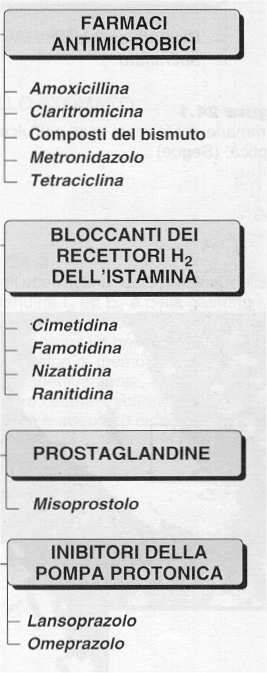 FARMACI
ANTIMICROBICI
Amoxicillina
Claritromicina
Composti del bismuto
Metronidazolo
Tetraciclina
BLOCCANTI DEI
RECETTORI H₂
DELL'ISTAMINA
Cimetidina
Famotidina
Nizatidina
Ranitidina
PROSTAGLANDINE
Misoprostolo
INIBITORI DELLA
POMPA PROTONICA
Lansoprazolo
Omeprazolo